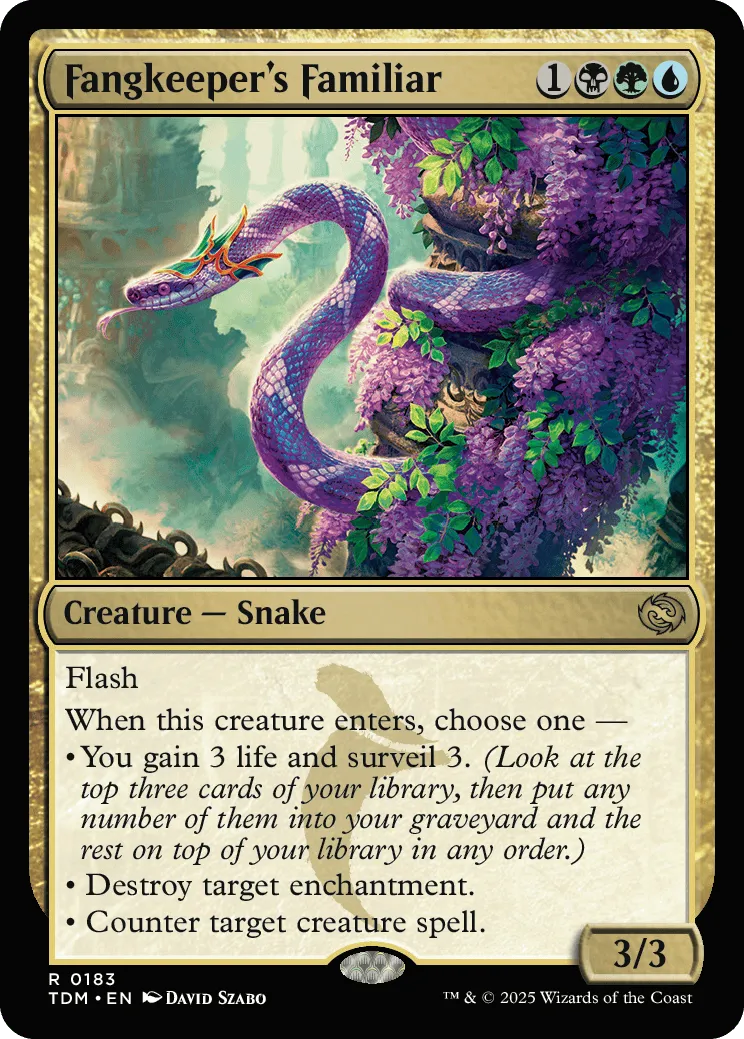 Fangkeeper's Familiar 1
Creature — Snake
Flash
When this creature enters, choose one —
• You gain 3 life and surveil 3. (Look at the
top three cards of your library, then put any
number of them into your graveyard and the
rest on top of your library in any order.)
• Destroy target enchantment.
• Counter target creature spell.
3/3
R 0183
TDM • EN David Szabo
™ & © 2025 Wizards of the Coast